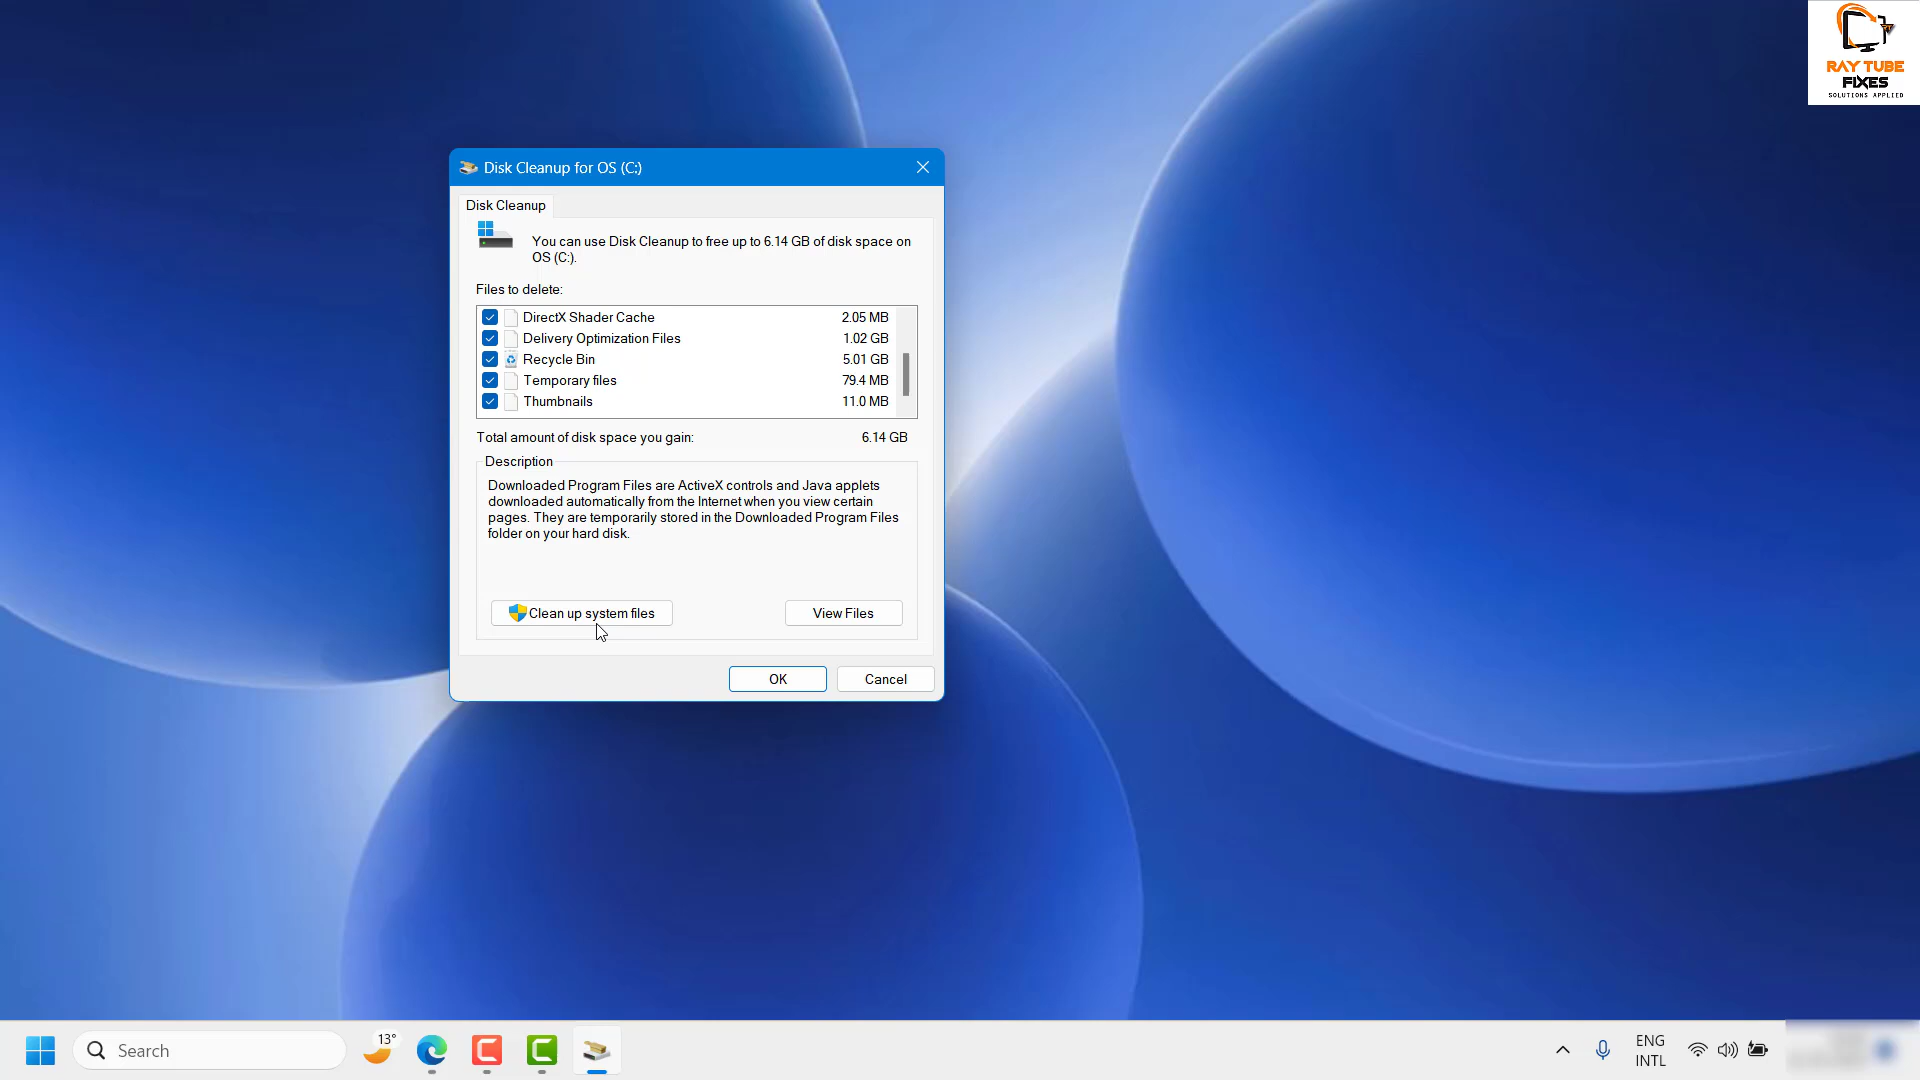 RAY TUBE
FIXES
SOLUTIONS APPLIED
Disk Cleanup for OS (C:)
Disk Cleanup
You can use Disk Cleanup to free up to 6.14 GB of disk space on
OS (C:).
Files to delete:
DirectX Shader Cache 2.05 MB
Delivery Optimization Files 1.02 GB
Recycle Bin 5.01 GB
Temporary files 79.4 MB
Thumbnails 11.0 MB
Total amount of disk space you gain: 6.14 GB
Description
Downloaded Program Files are ActiveX controls and Java applets
downloaded automatically from the Internet when you view certain
pages. They are temporarily stored in the Downloaded Program Files
folder on your hard disk.
Clean up system files View Files
OK Cancel
Search
13°
ENG
INTL